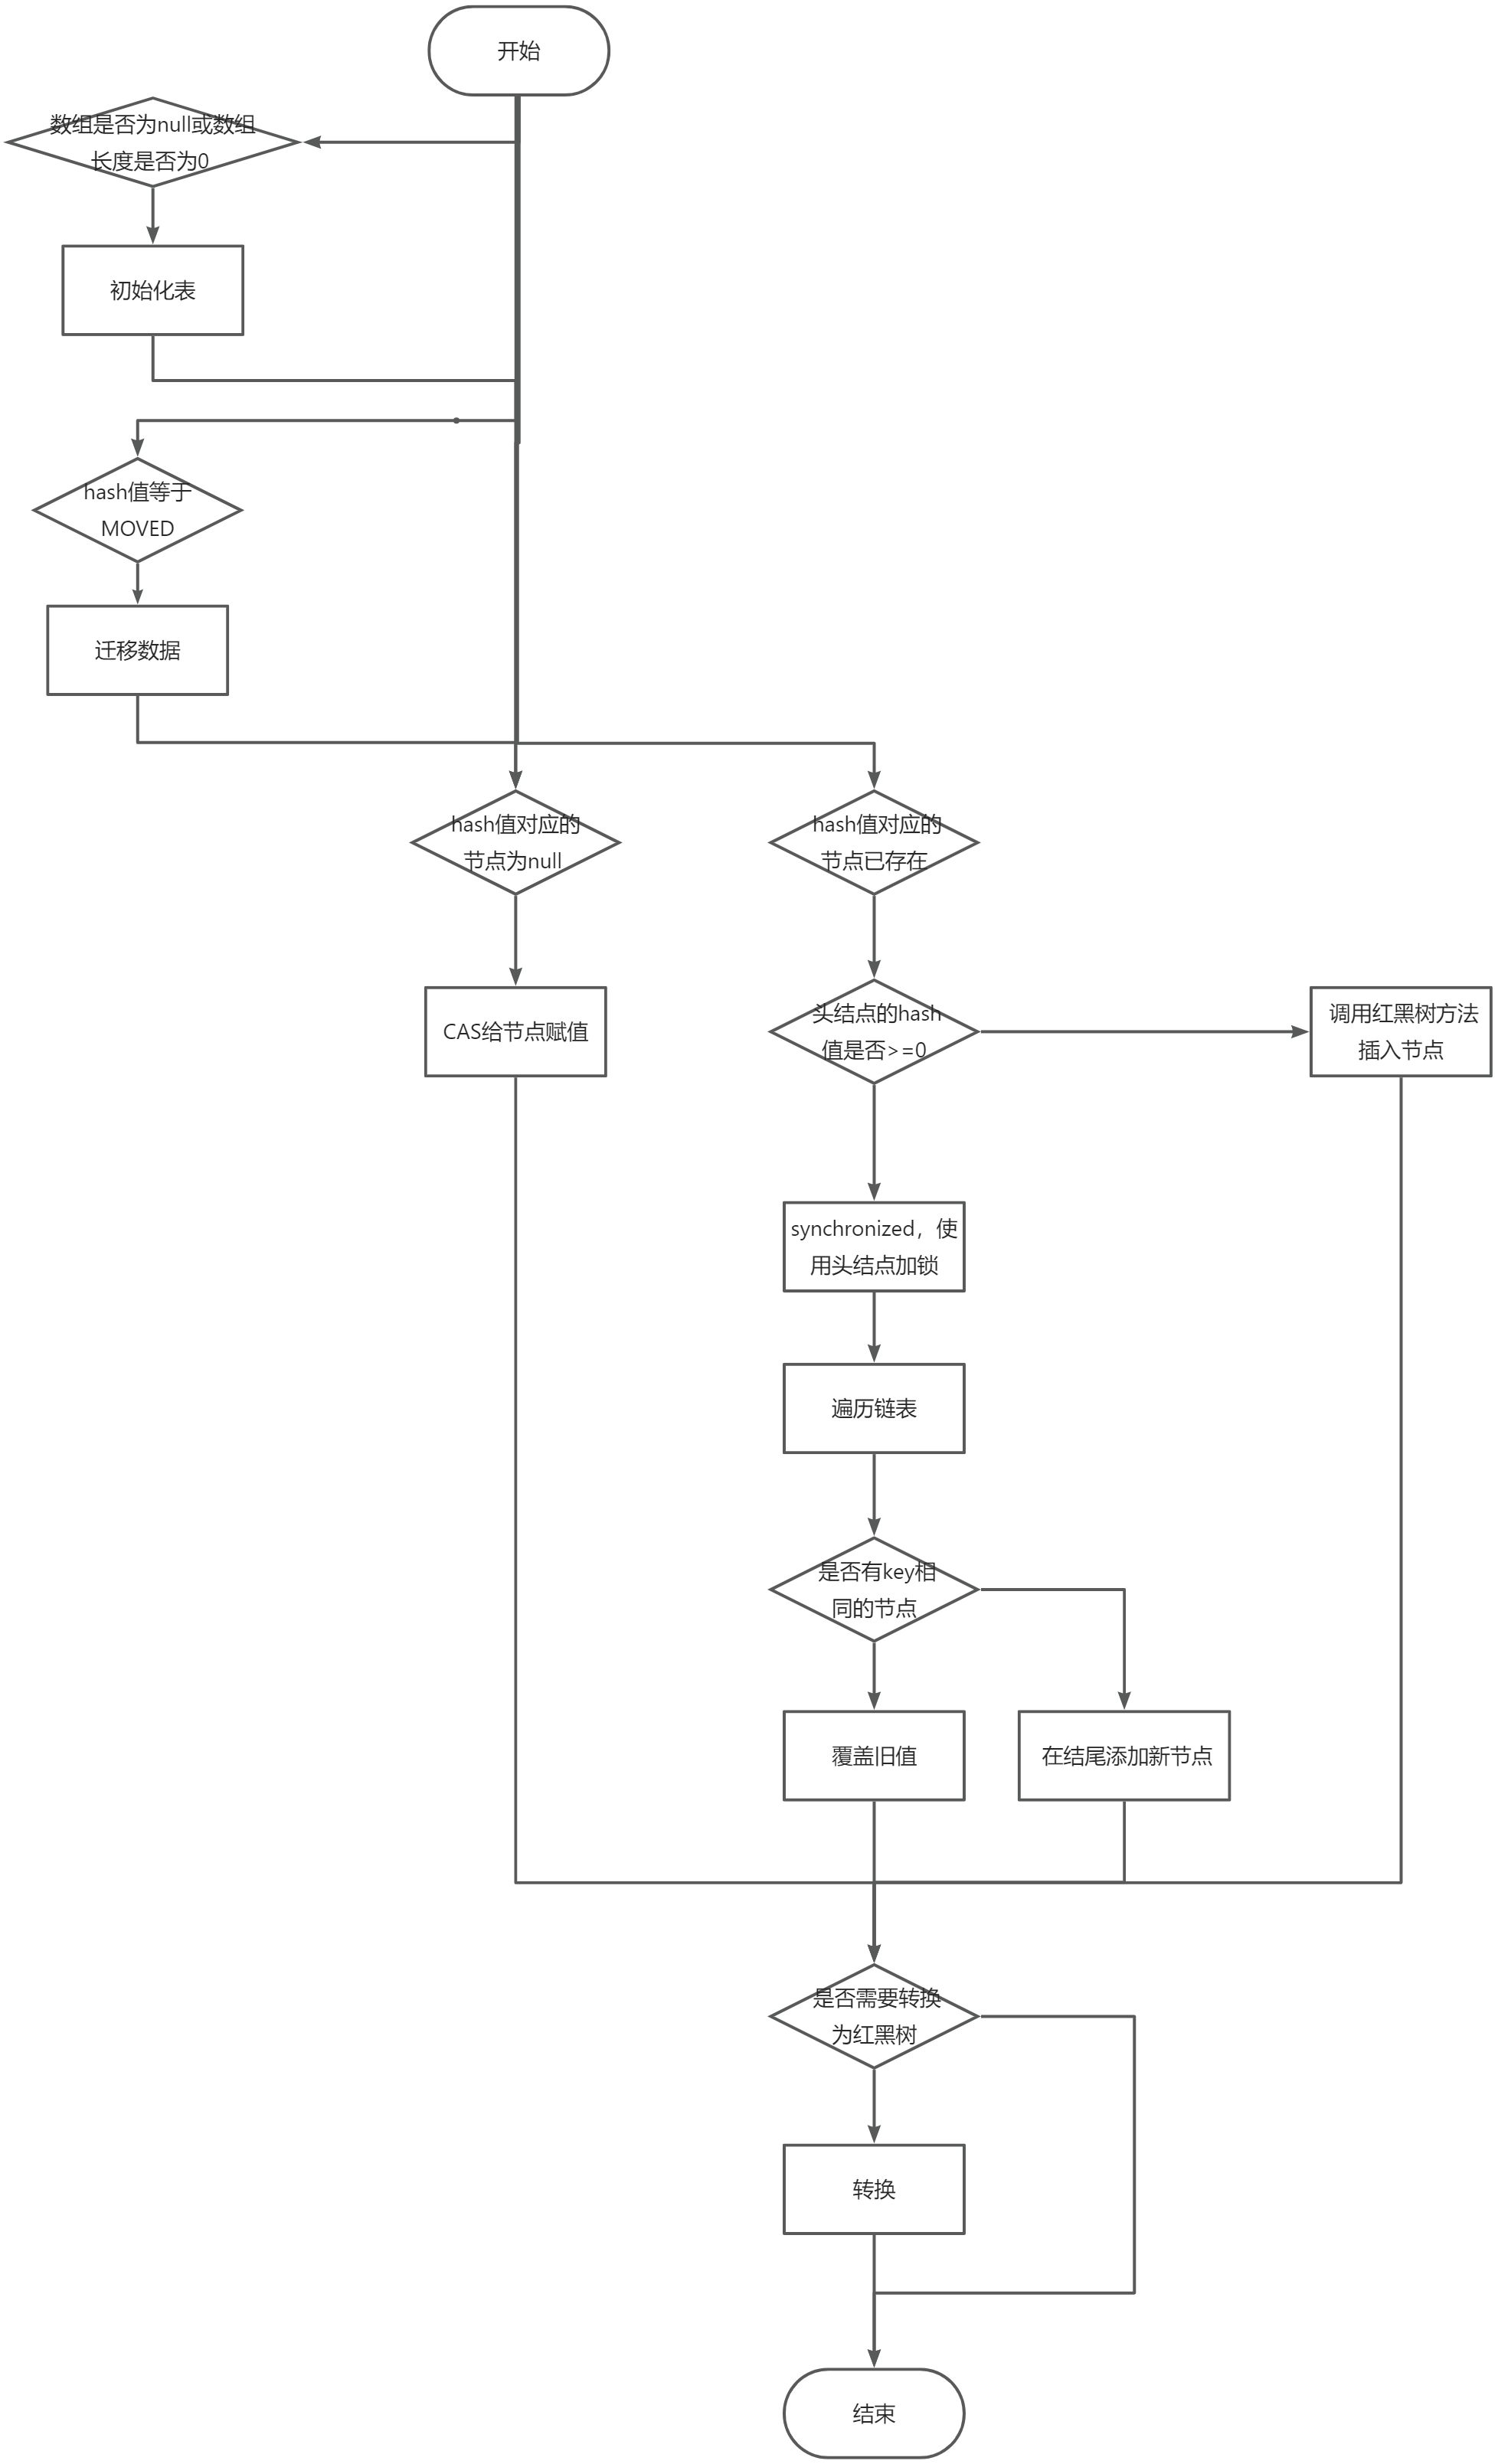 开始
数组是否为null或数组
长度是否为0
初始化表
hash值等于
MOVED
迁移数据
hash值对应的
节点为null
hash值对应的
节点已存在
CAS给节点赋值
头结点的hash
值是否>=0
调用红黑树方法
插入节点
synchronized，使
用头结点加锁
遍历链表
是否有key相
同的节点
覆盖旧值
在结尾添加新节点
是否需要转换
为红黑树
转换
结束